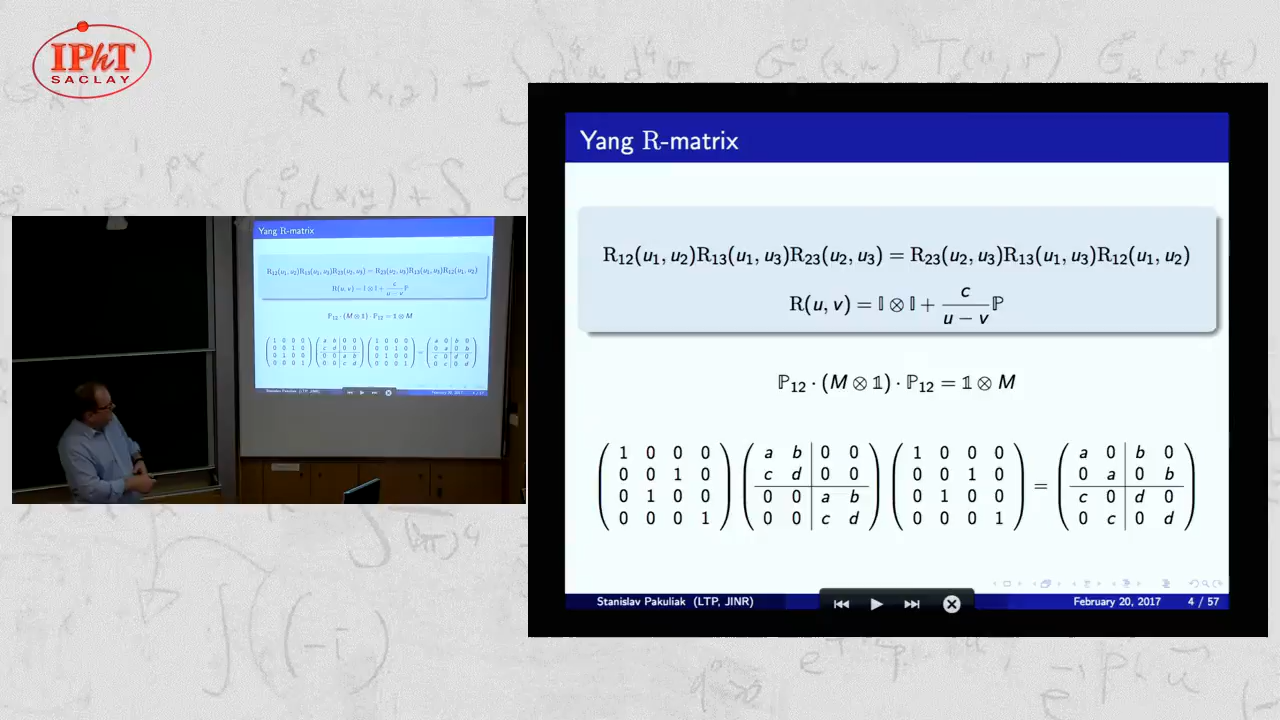 IPhT
SACLAY
Yang R-matrix
R₁₂(u₁, u₂)R₁₃(u₁, u₃)R₂₃(u₂, u₃) = R₂₃(u₂, u₃)R₁₃(u₁, u₃)R₁₂(u₁, u₂)
R(u, v) = 𝕀 ⊗ 𝕀 + c/(u − v) ℙ
ℙ₁₂ · (M ⊗ 𝟙) · ℙ₁₂ = 𝟙 ⊗ M
( 1 0 0 0 ) ( a b | 0 0 ) ( 1 0 0 0 ) ( a 0 | b 0 )
( 0 0 1 0 ) ( c d | 0 0 ) ( 0 0 1 0 ) ( 0 a | 0 b )
( 0 1 0 0 ) ( 0 0 | a b ) ( 0 1 0 0 ) = ( c 0 | d 0 )
( 0 0 0 1 ) ( 0 0 | c d ) ( 0 0 0 1 ) ( 0 c | 0 d )
Stanislav Pakuliak (LTP, JINR) February 20, 2017 4 / 57